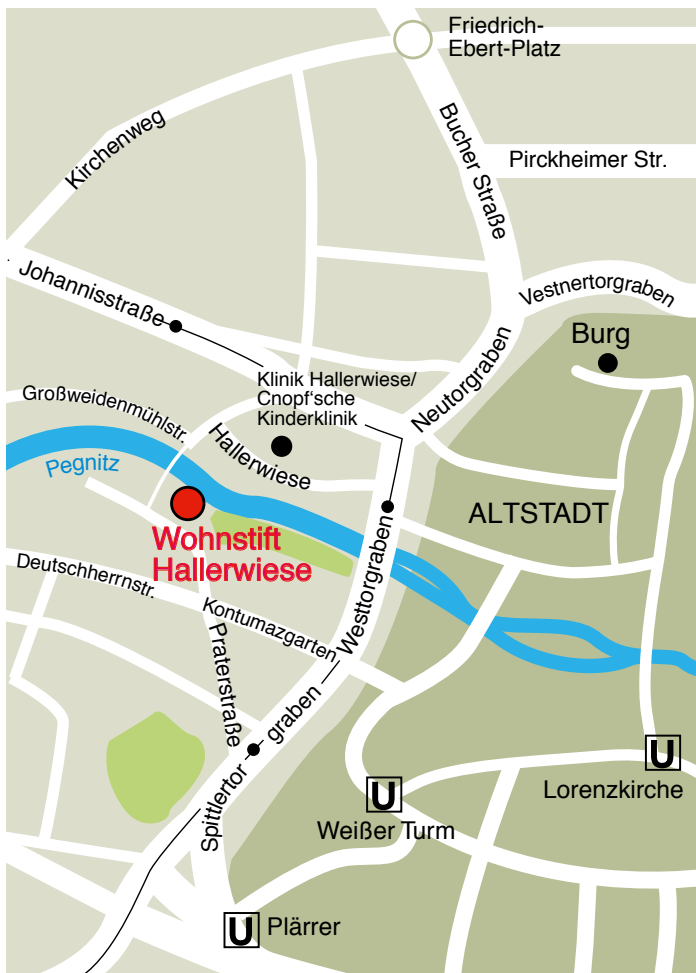 Friedrich-
Ebert-Platz
Kirchenweg
Bucher Straße
Pirckheimer Str.
Johannisstraße
Vestnertorgraben
Burg
Neutorgraben
Klinik Hallerwiese/
Cnopf'sche
Kinderklinik
Großweidenmühlstr.
Hallerwiese
Pegnitz
ALTSTADT
Wohnstift
Hallerwiese
Westtorgraben
Deutschherrnstr.
Kontumazgarten
Praterstraße
Spittlertor
graben
U
Lorenzkirche
U
Weißer Turm
U
Plärrer